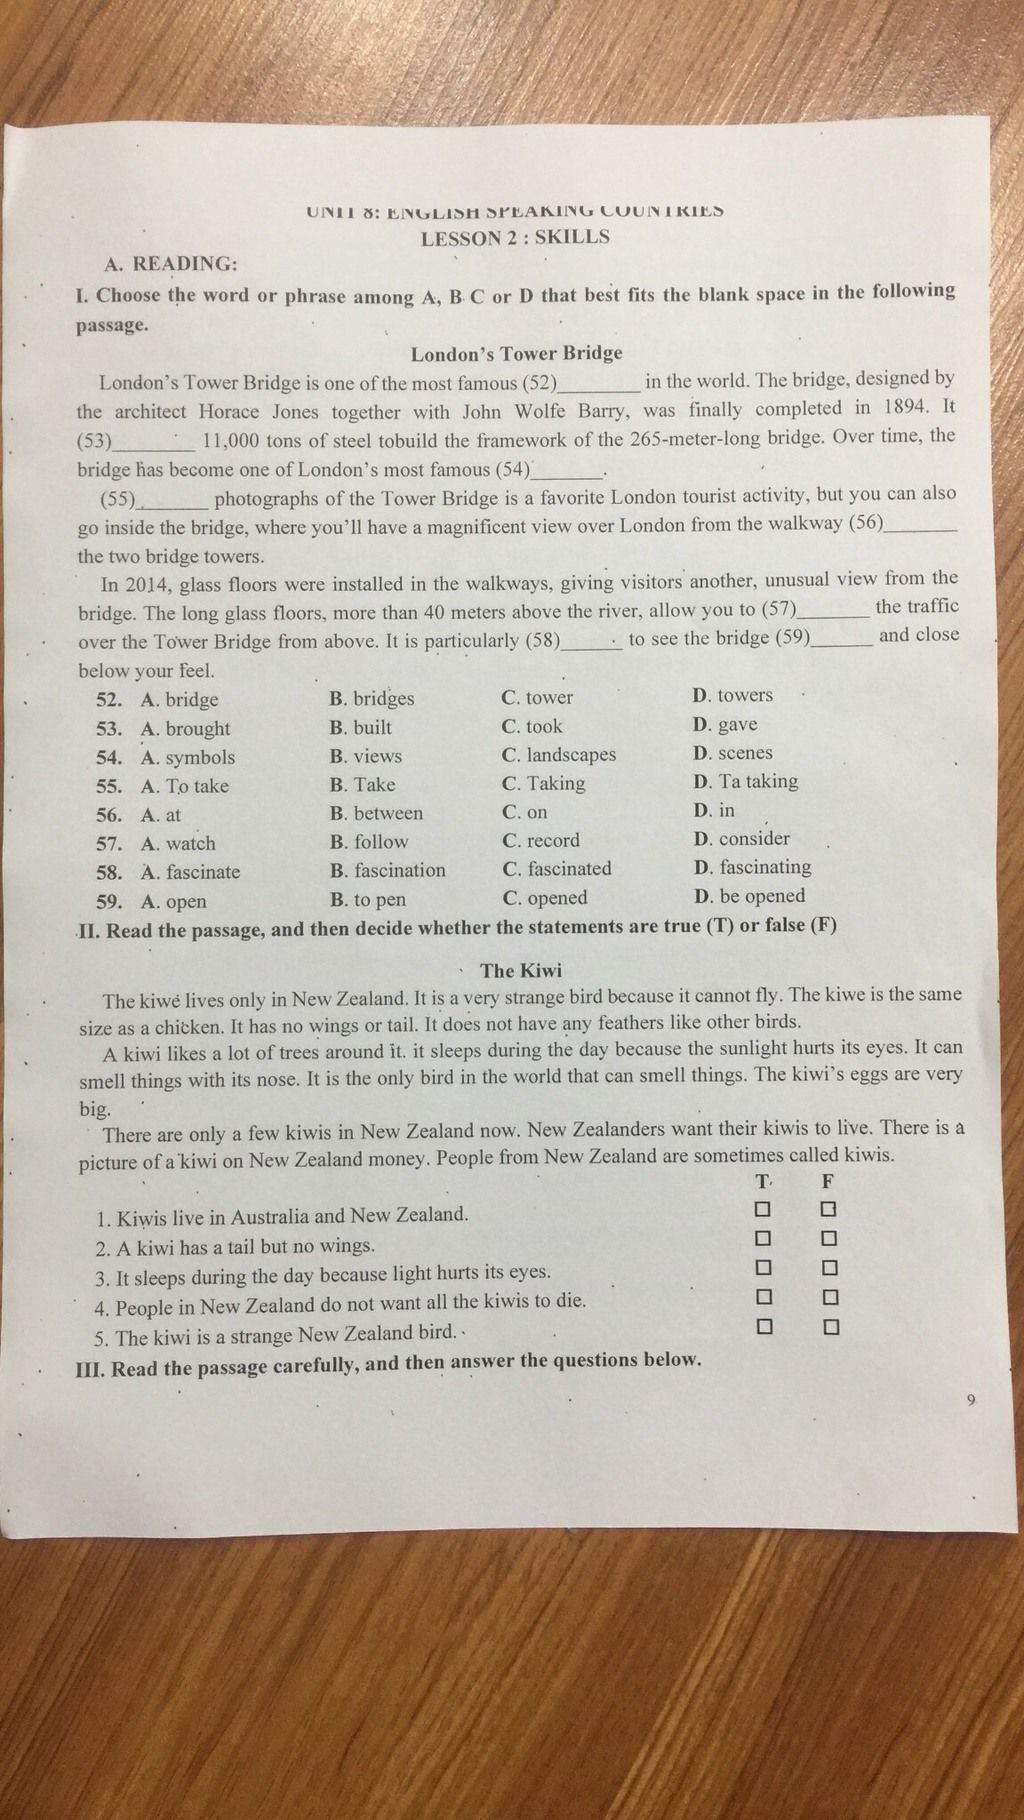 UNIT 8: ENGLISH SPEAKING COUNTRIES
LESSON 2 : SKILLS
A. READING:
I. Choose the word or phrase among A, B C or D that best fits the blank space in the following
passage.
London's Tower Bridge
London's Tower Bridge is one of the most famous (52)________ in the world. The bridge, designed by
the architect Horace Jones together with John Wolfe Barry, was finally completed in 1894. It
(53)________ 11,000 tons of steel tobuild the framework of the 265-meter-long bridge. Over time, the
bridge has become one of London's most famous (54)_______.
(55)_______ photographs of the Tower Bridge is a favorite London tourist activity, but you can also
go inside the bridge, where you'll have a magnificent view over London from the walkway (56)_______
the two bridge towers.
In 2014, glass floors were installed in the walkways, giving visitors another, unusual view from the
bridge. The long glass floors, more than 40 meters above the river, allow you to (57)_______ the traffic
over the Tower Bridge from above. It is particularly (58)______ to see the bridge (59)______ and close
below your feel.
52. A. bridge B. bridges C. tower D. towers
53. A. brought B. built C. took D. gave
54. A. symbols B. views C. landscapes D. scenes
55. A. To take B. Take C. Taking D. Ta taking
56. A. at B. between C. on D. in
57. A. watch B. follow C. record D. consider
58. A. fascinate B. fascination C. fascinated D. fascinating
59. A. open B. to pen C. opened D. be opened
II. Read the passage, and then decide whether the statements are true (T) or false (F)
The Kiwi
The kiwe lives only in New Zealand. It is a very strange bird because it cannot fly. The kiwe is the same
size as a chicken. It has no wings or tail. It does not have any feathers like other birds.
A kiwi likes a lot of trees around it. it sleeps during the day because the sunlight hurts its eyes. It can
smell things with its nose. It is the only bird in the world that can smell things. The kiwi's eggs are very
big.
There are only a few kiwis in New Zealand now. New Zealanders want their kiwis to live. There is a
picture of a kiwi on New Zealand money. People from New Zealand are sometimes called kiwis.
T F
1. Kiwis live in Australia and New Zealand. □ □
2. A kiwi has a tail but no wings. □ □
3. It sleeps during the day because light hurts its eyes. □ □
4. People in New Zealand do not want all the kiwis to die. □ □
5. The kiwi is a strange New Zealand bird. □ □
III. Read the passage carefully, and then answer the questions below.
9